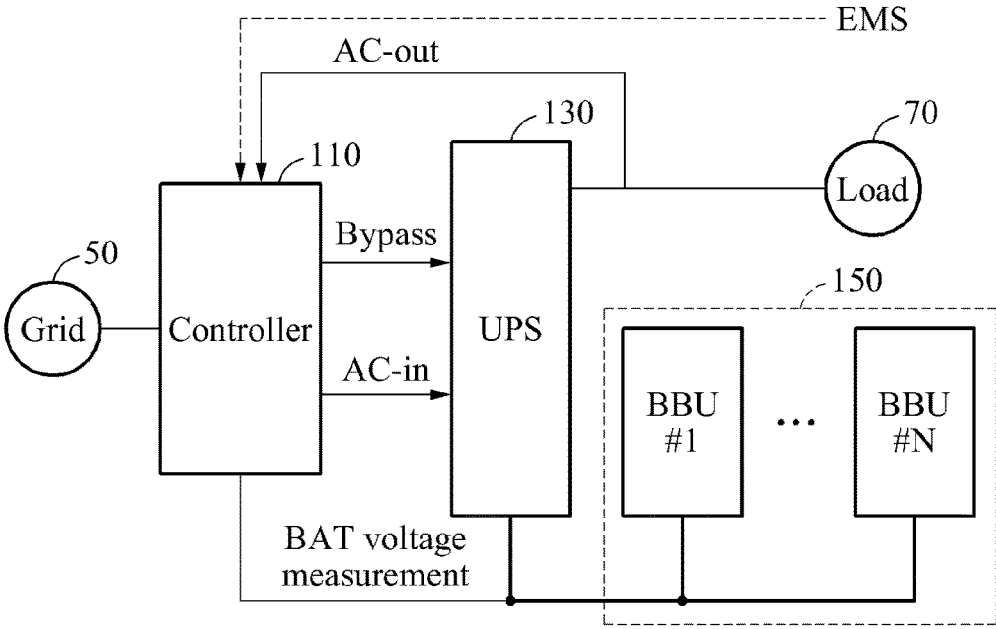 EMS
AC-out
130
70
110
Load
Bypass
50
150
Grid
Controller
UPS
AC-in
BBU
#1
...
BBU
#N
BAT voltage
measurement